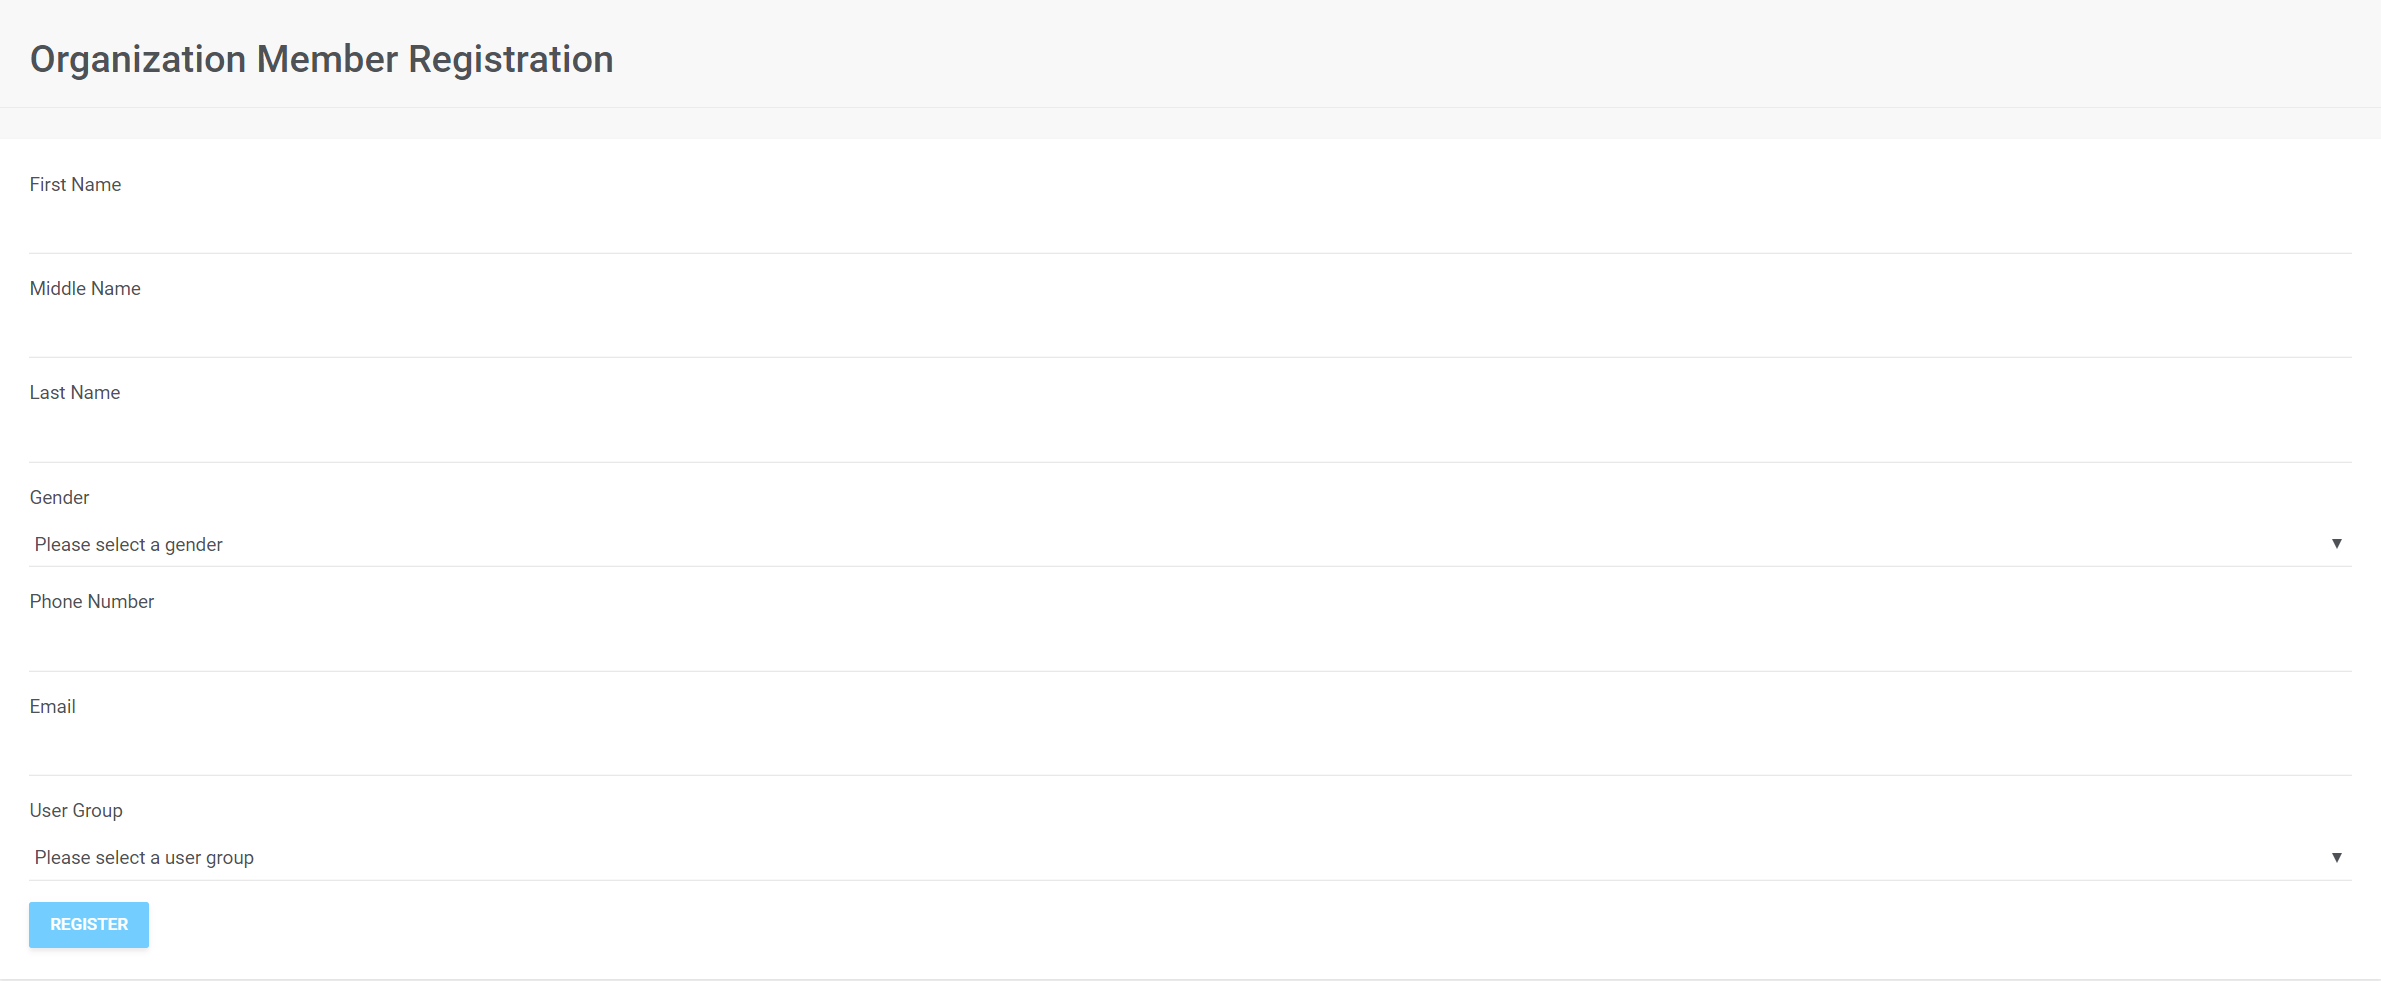 Organization Member Registration
First Name
Middle Name
Last Name
Gender
Please select a gender
Phone Number
Email
User Group
Please select a user group
REGISTER